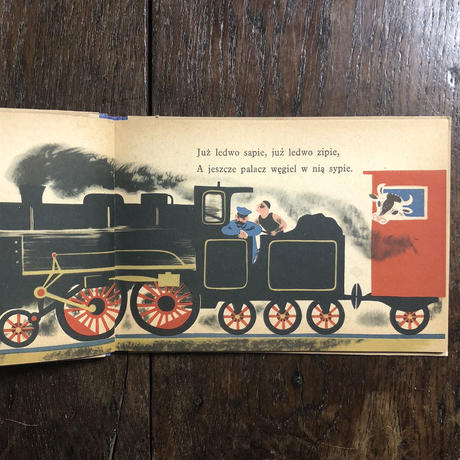 Już ledwo sapie, już ledwo zipie,
A jeszcze palacz węgiel w nią sypie.